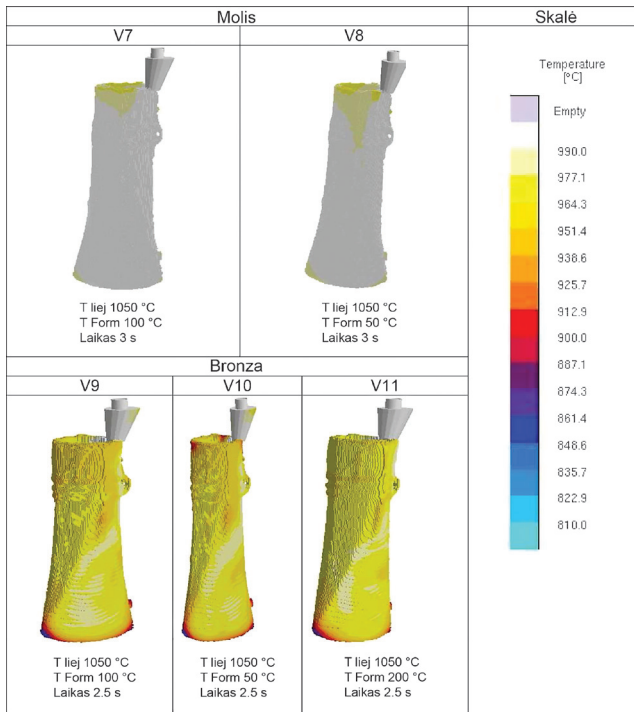 Molis
Skalė
V7
V8
T liej 1050 °C
T Form 100 °C
Laikas 3 s
T liej 1050 °C
T Form 50 °C
Laikas 3 s
Bronza
V9
V10
V11
T liej 1050 °C
T Form 100 °C
Laikas 2.5 s
T liej 1050 °C
T Form 50 °C
Laikas 2.5 s
T liej 1050 °C
T Form 200 °C
Laikas 2.5 s
Temperature
[°C]
Empty
990.0
977.1
964.3
951.4
938.6
925.7
912.9
900.0
887.1
874.3
861.4
848.6
835.7
822.9
810.0